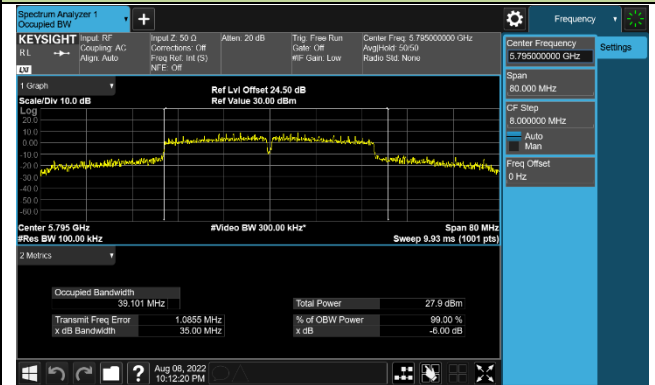 Spectrum Analyzer 1
Occupied BW
+
Frequency
KEYSIGHT
RL
LXI
Input: RF
Coupling: AC
Align: Auto
Input Z: 50 Ω
Corrections: Off
Freq Ref: Int (S)
NFE: Off
Atten: 20 dB
Trig: Free Run
Gate: Off
#IF Gain: Low
Center Freq: 5.795000000 GHz
Avg|Hold: 50/50
Radio Std: None
Center Frequency
5.795000000 GHz
Settings
Span
80.000 MHz
CF Step
8.000000 MHz
Auto
Man
Freq Offset
0 Hz
1 Graph
Scale/Div 10.0 dB
Ref Lvl Offset 24.50 dB
Ref Value 30.00 dBm
Log
20.0
10.0
0.00
-10.0
-20.0
-30.0
-40.0
-50.0
-60.0
Center 5.795 GHz
#Video BW 300.00 kHz*
Span 80 MHz
#Res BW 100.00 kHz
Sweep 9.93 ms (1001 pts)
2 Metrics
Occupied Bandwidth
39.101 MHz
Total Power 27.9 dBm
Transmit Freq Error 1.0855 MHz
% of OBW Power 99.00 %
x dB Bandwidth 35.00 MHz
x dB -6.00 dB
?
Aug 08, 2022
10:12:20 PM